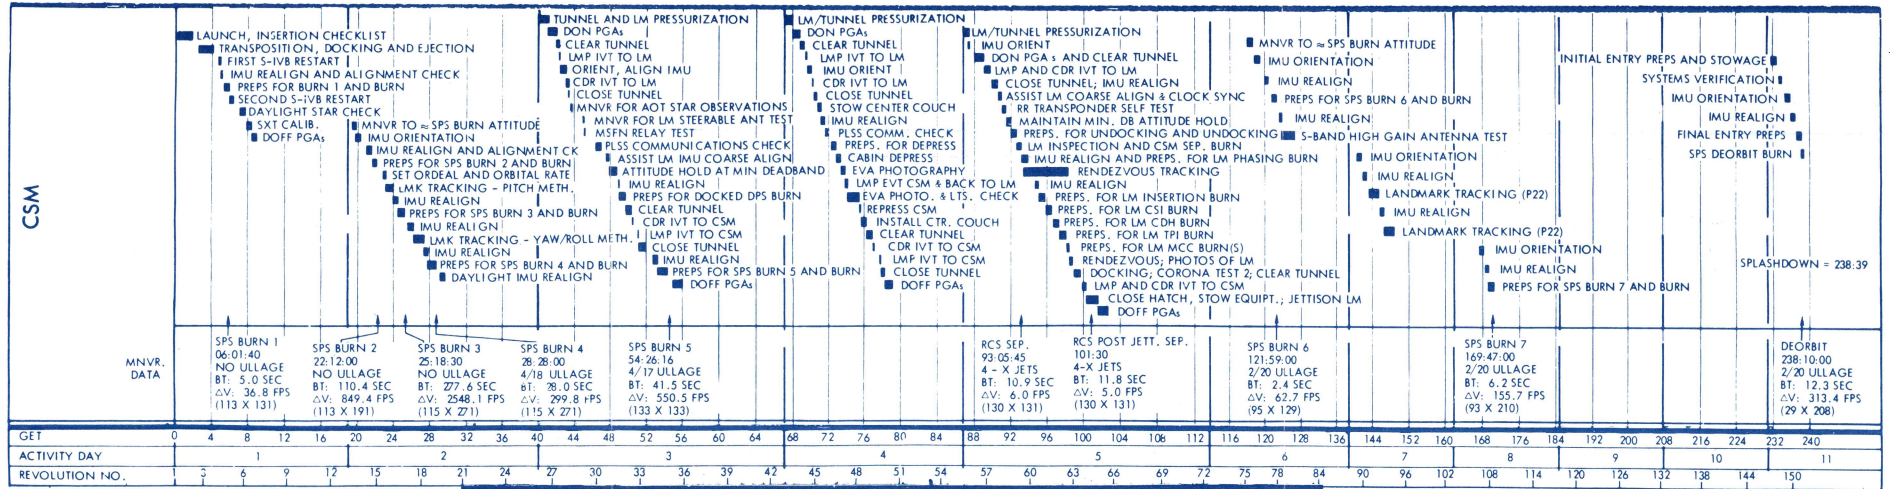 CSM
LAUNCH, INSERTION CHECKLIST
TRANSPOSITION, DOCKING AND EJECTION
FIRST S-IVB RESTART
IMU REALIGN AND ALIGNMENT CHECK
PREPS FOR BURN 1 AND BURN
SECOND S-IVB RESTART
DAYLIGHT STAR CHECK
SXT CALIB.
DOFF PGAs
MNVR TO ≈ SPS BURN ATTITUDE
IMU ORIENTATION
IMU REALIGN AND ALIGNMENT CK
PREPS FOR SPS BURN 2 AND BURN
SET ORDEAL AND ORBITAL RATE
LMK TRACKING - PITCH METH.
IMU REALIGN
PREPS FOR SPS BURN 3 AND BURN
IMU REALIGN
LMK TRACKING - YAW/ROLL METH.
IMU REALIGN
PREPS FOR SPS BURN 4 AND BURN
DAYLIGHT IMU REALIGN
TUNNEL AND LM PRESSURIZATION
DON PGAs
CLEAR TUNNEL
LMP IVT TO LM
ORIENT, ALIGN IMU
CDR IVT TO LM
CLOSE TUNNEL
MNVR FOR AOT STAR OBSERVATIONS
MNVR FOR LM STEERABLE ANT TEST
MSFN RELAY TEST
PLSS COMMUNICATIONS CHECK
ASSIST LM IMU COARSE ALIGN
ATTITUDE HOLD AT MIN DEADBAND
IMU REALIGN
PREPS FOR DOCKED DPS BURN
CLEAR TUNNEL
CDR IVT TO CSM
LMP IVT TO CSM
CLOSE TUNNEL
IMU REALIGN
PREPS FOR SPS BURN 5 AND BURN
DOFF PGAs
LM/TUNNEL PRESSURIZATION
DON PGAs
CLEAR TUNNEL
LMP IVT TO LM
IMU ORIENT
CDR IVT TO LM
CLOSE TUNNEL
STOW CENTER COUCH
IMU REALIGN
PLSS COMM. CHECK
PREPS. FOR DEPRESS
CABIN DEPRESS
EVA PHOTOGRAPHY
LMP EVT CSM & BACK TO LM
EVA PHOTO. & LTS. CHECK
REPRESS CSM
INSTALL CTR. COUCH
CLEAR TUNNEL
CDR IVT TO CSM
LMP IVT TO CSM
CLOSE TUNNEL
DOFF PGAs
LM/TUNNEL PRESSURIZATION
IMU ORIENT
DON PGAs AND CLEAR TUNNEL
LMP AND CDR IVT TO LM
CLOSE TUNNEL; IMU REALIGN
ASSIST LM COARSE ALIGN & CLOCK SYNC
RR TRANSPONDER SELF TEST
MAINTAIN MIN. DB ATTITUDE HOLD
PREPS. FOR UNDOCKING AND UNDOCKING
LM INSPECTION AND CSM SEP. BURN
IMU REALIGN AND PREPS. FOR LM PHASING BURN
RENDEZVOUS TRACKING
IMU REALIGN
PREPS. FOR LM INSERTION BURN
PREPS. FOR LM CSI BURN
PREPS. FOR LM CDH BURN
PREPS. FOR LM TPI BURN
PREPS. FOR LM MCC BURN(S)
RENDEZVOUS; PHOTOS OF LM
DOCKING; CORONA TEST 2; CLEAR TUNNEL
LMP AND CDR IVT TO CSM
CLOSE HATCH, STOW EQUIPT.; JETTISON LM
DOFF PGAs
MNVR TO ≈ SPS BURN ATTITUDE
IMU ORIENTATION
IMU REALIGN
PREPS FOR SPS BURN 6 AND BURN
IMU REALIGN
S-BAND HIGH GAIN ANTENNA TEST
IMU ORIENTATION
IMU REALIGN
LANDMARK TRACKING (P22)
IMU REALIGN
LANDMARK TRACKING (P22)
IMU ORIENTATION
IMU REALIGN
PREPS FOR SPS BURN 7 AND BURN
INITIAL ENTRY PREPS AND STOWAGE
SYSTEMS VERIFICATION
IMU ORIENTATION
IMU REALIGN
FINAL ENTRY PREPS
SPS DEORBIT BURN
SPLASHDOWN = 238:39
MNVR.
DATA
SPS BURN 1
06:01:40
NO ULLAGE
BT: 5.0 SEC
△V: 36.8 FPS
(113 X 131)
SPS BURN 2
22:12:00
NO ULLAGE
BT: 110.4 SEC
△V: 849.4 FPS
(113 X 191)
SPS BURN 3
25:18:30
NO ULLAGE
BT: 277.6 SEC
△V: 2548.1 FPS
(115 X 271)
SPS BURN 4
28:28:00
4/18 ULLAGE
BT: 28.0 SEC
△V: 299.8 FPS
(115 X 271)
SPS BURN 5
54:26:16
4/17 ULLAGE
BT: 41.5 SEC
△V: 550.5 FPS
(133 X 133)
RCS SEP.
93:05:45
4 - X JETS
BT: 10.9 SEC
△V: 6.0 FPS
(130 X 131)
RCS POST JETT. SEP.
101:30
4-X JETS
BT: 11.8 SEC
△V: 5.0 FPS
(130 X 131)
SPS BURN 6
121:59:00
2/20 ULLAGE
BT: 2.4 SEC
△V: 62.7 FPS
(95 X 129)
SPS BURN 7
169:47:00
2/20 ULLAGE
BT: 6.2 SEC
△V: 155.7 FPS
(93 X 210)
DEORBIT
238:10:00
2/20 ULLAGE
BT: 12.3 SEC
△V: 313.4 FPS
(29 X 208)
GET 0 4 8 12 16 20 24 28 32 36 40 44 48 52 56 60 64 68 72 76 80 84 88 92 96 100 104 108 112 116 120 128 136 144 152 160 168 176 184 192 200 208 216 224 232 240
ACTIVITY DAY 1 2 3 4 5 6 7 8 9 10 11
REVOLUTION NO. 1 3 6 9 12 15 18 21 24 27 30 33 36 39 42 45 48 51 54 57 60 63 66 69 72 75 78 84 90 96 102 108 114 120 126 132 138 144 150